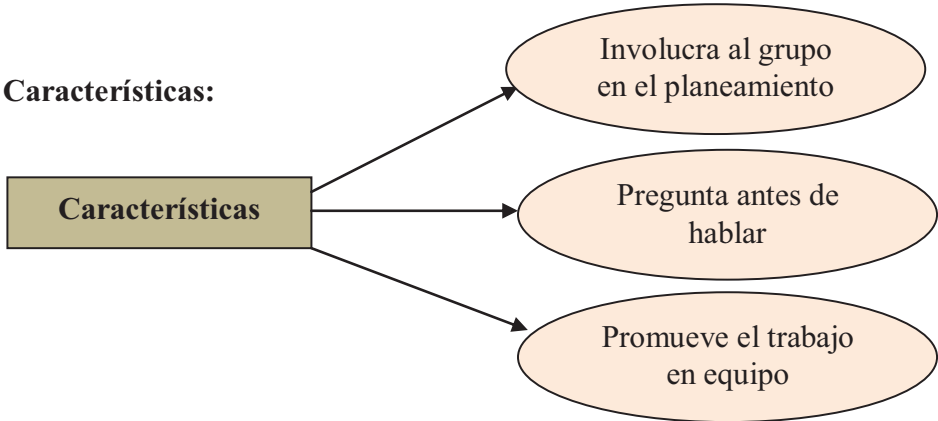 Características:
Características
Involucra al grupo
en el planeamiento
Pregunta antes de
hablar
Promueve el trabajo
en equipo